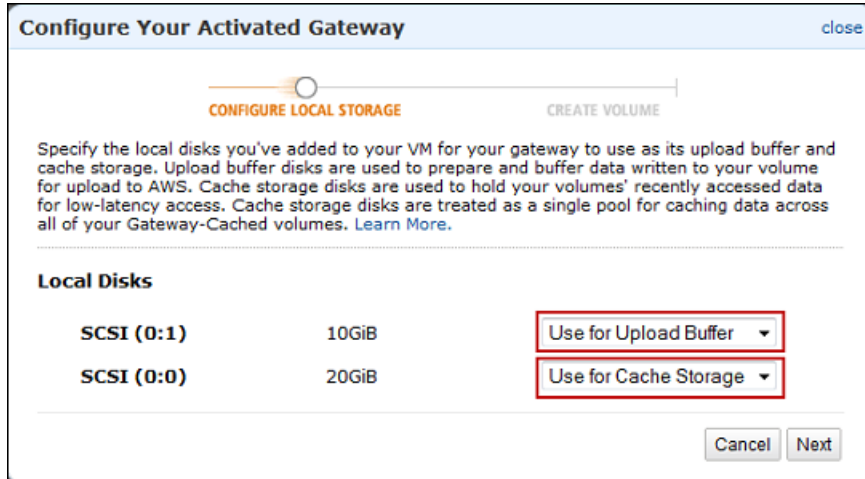 Configure Your Activated Gateway
close
CONFIGURE LOCAL STORAGE
CREATE VOLUME
Specify the local disks you've added to your VM for your gateway to use as its upload buffer and
cache storage. Upload buffer disks are used to prepare and buffer data written to your volume
for upload to AWS. Cache storage disks are used to hold your volumes' recently accessed data
for low-latency access. Cache storage disks are treated as a single pool for caching data across
all of your Gateway-Cached volumes. Learn More.
Local Disks
SCSI (0:1) 10GiB Use for Upload Buffer
SCSI (0:0) 20GiB Use for Cache Storage
Cancel Next